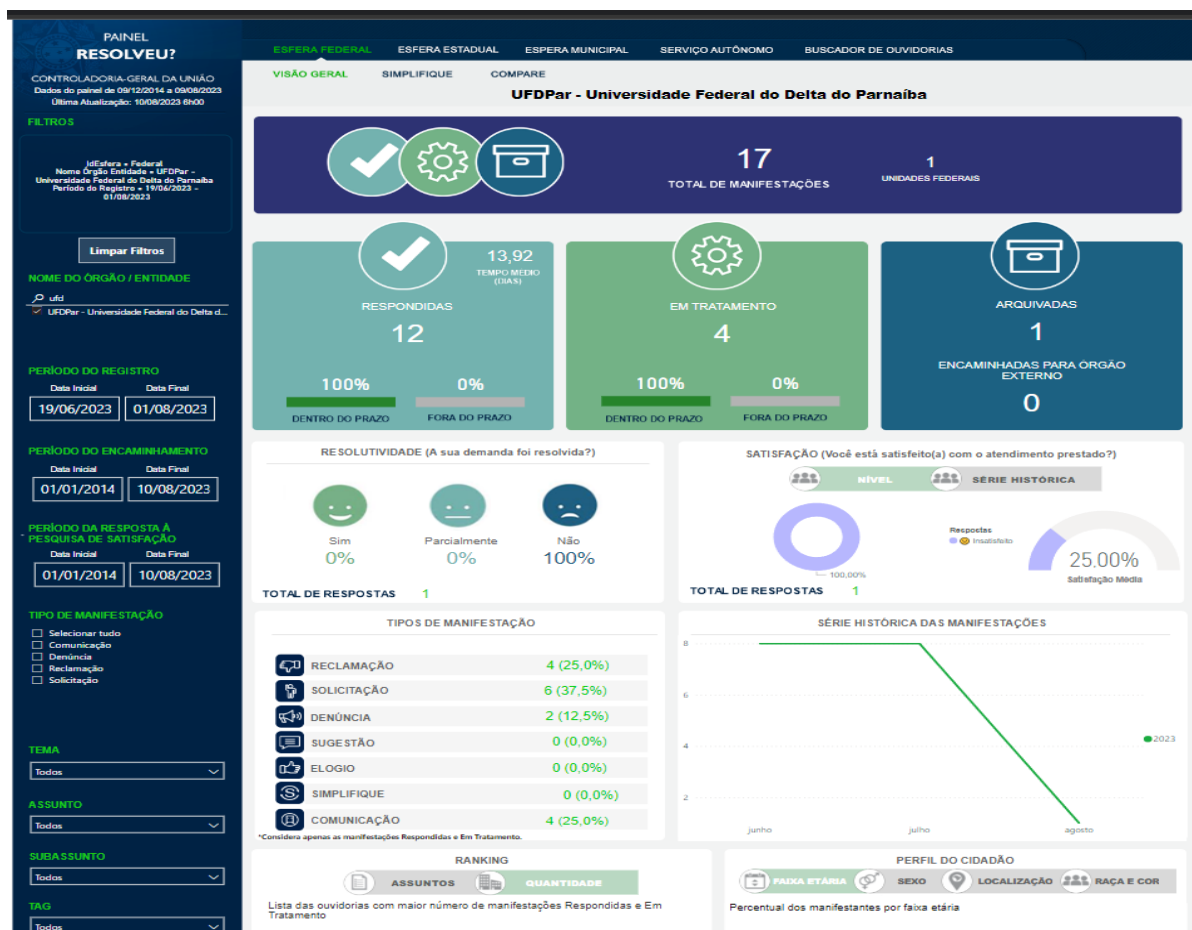 PAINEL
RESOLVEU?
CONTROLADORIA-GERAL DA UNIÃO
Dados do painel de 09/12/2014 a 09/08/2023
Última Atualização: 10/08/2023 6h00
FILTROS
IdEsfera • Federal
Nome Órgão Entidade • UFDPar -
Universidade Federal do Delta do Parnaíba
Período do Registro • 19/06/2023 -
01/08/2023
Limpar Filtros
NOME DO ÓRGÃO / ENTIDADE
ufd
UFDPar - Universidade Federal do Delta d...
PERÍODO DO REGISTRO
Data Inicial Data Final
19/06/2023 01/08/2023
PERÍODO DO ENCAMINHAMENTO
Data Inicial Data Final
01/01/2014 10/08/2023
PERÍODO DA RESPOSTA À
PESQUISA DE SATISFAÇÃO
Data Inicial Data Final
01/01/2014 10/08/2023
TIPO DE MANIFESTAÇÃO
Selecionar tudo
Comunicação
Denúncia
Reclamação
Solicitação
TEMA
Todos
ASSUNTO
Todos
SUBASSUNTO
Todos
TAG
Todos
ESFERA FEDERAL ESFERA ESTADUAL ESPERA MUNICIPAL SERVIÇO AUTÔNOMO BUSCADOR DE OUVIDORIAS
VISÃO GERAL SIMPLIFIQUE COMPARE
UFDPar - Universidade Federal do Delta do Parnaíba
17
TOTAL DE MANIFESTAÇÕES
1
UNIDADES FEDERAIS
13,92
TEMPO MEDIO
(DIAS)
RESPONDIDAS
12
100% 0%
DENTRO DO PRAZO FORA DO PRAZO
EM TRATAMENTO
4
100% 0%
DENTRO DO PRAZO FORA DO PRAZO
ARQUIVADAS
1
ENCAMINHADAS PARA ÓRGÃO
EXTERNO
0
RESOLUTIVIDADE (A sua demanda foi resolvida?)
Sim Parcialmente Não
0% 0% 100%
TOTAL DE RESPOSTAS 1
SATISFAÇÃO (Você está satisfeito(a) com o atendimento prestado?)
NÍVEL SÉRIE HISTÓRICA
100,00%
Respostas
Insatisfeito
25,00%
Satisfação Média
TOTAL DE RESPOSTAS 1
TIPOS DE MANIFESTAÇÃO
RECLAMAÇÃO 4 (25,0%)
SOLICITAÇÃO 6 (37,5%)
DENÚNCIA 2 (12,5%)
SUGESTÃO 0 (0,0%)
ELOGIO 0 (0,0%)
SIMPLIFIQUE 0 (0,0%)
COMUNICAÇÃO 4 (25,0%)
*Considera apenas as manifestações Respondidas e Em Tratamento.
SÉRIE HISTÓRICA DAS MANIFESTAÇÕES
8
6
4
2
2023
junho julho agosto
RANKING
ASSUNTOS QUANTIDADE
Lista das ouvidorias com maior número de manifestações Respondidas e Em
Tratamento
PERFIL DO CIDADÃO
FAIXA ETÁRIA SEXO LOCALIZAÇÃO RAÇA E COR
Percentual dos manifestantes por faixa etária